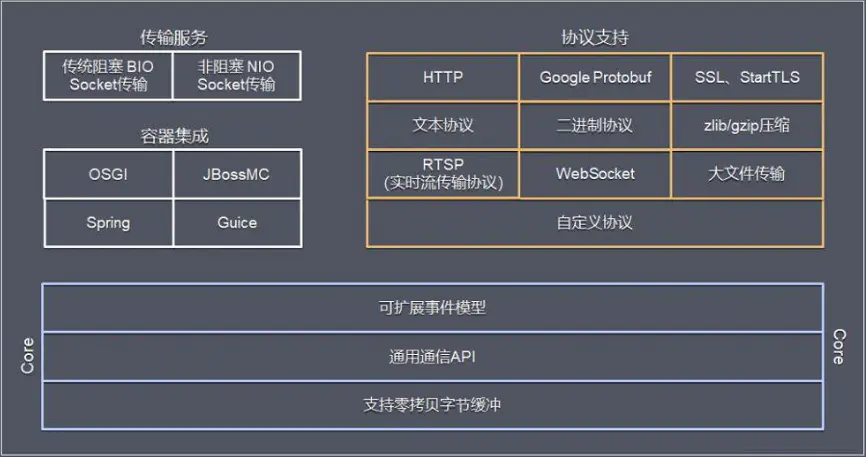 传输服务
传统阻塞 BIO
Socket传输
非阻塞 NIO
Socket传输
容器集成
OSGI
JBossMC
Spring
Guice
协议支持
HTTP
Google Protobuf
SSL、StartTLS
文本协议
二进制协议
zlib/gzip压缩
RTSP
(实时流传输协议)
WebSocket
大文件传输
自定义协议
Core
可扩展事件模型
通用通信API
支持零拷贝字节缓冲
Core